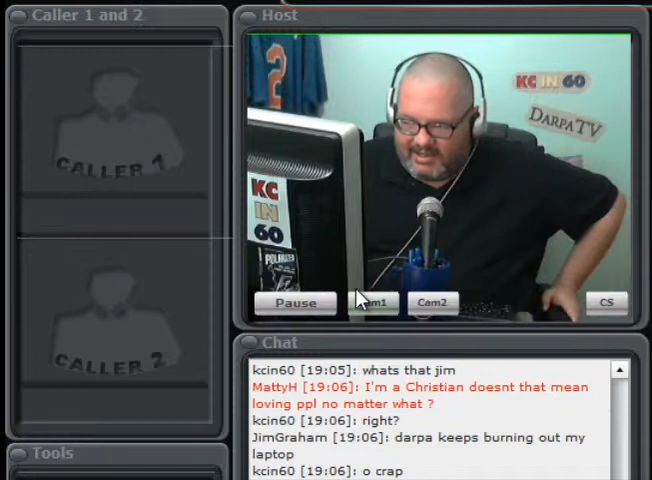 Caller 1 and 2
CALLER 1
CALLER 2
Tools
Host
2
KC IN 60
DARPATV
KC
IN
60
Pause
Cam2
CS
Chat
kcin60 [19:05]: whats that jim
MattyH [19:06]: I'm a Christian doesnt that mean
loving ppl no matter what ?
kcin60 [19:06]: right?
JimGraham [19:06]: darpa keeps burning out my
laptop
kcin60 [19:06]: o crap